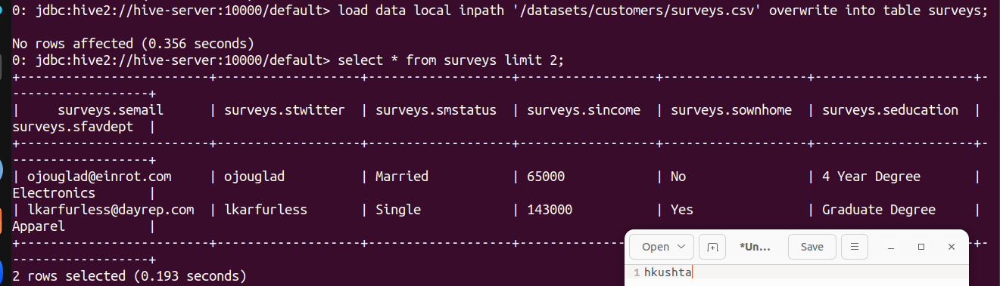 0: jdbc:hive2://hive-server:10000/default> load data local inpath '/datasets/customers/surveys.csv' overwrite into table surveys;
No rows affected (0.356 seconds)
0: jdbc:hive2://hive-server:10000/default> select * from surveys limit 2;
+-------------------------+-------------------+-------------------+------------------+-------------------+---------------------+-
------------------+
|     surveys.semail      | surveys.stwitter  | surveys.smstatus  | surveys.sincome  | surveys.sownhome  | surveys.seducation  |
surveys.sfavdept  |
+-------------------------+-------------------+-------------------+------------------+-------------------+---------------------+-
------------------+
| ojouglad@einrot.com     | ojouglad          | Married           | 65000            | No                | 4 Year Degree       |
Electronics       |
| lkarfurless@dayrep.com  | lkarfurless       | Single            | 143000           | Yes               | Graduate Degree     |
Apparel           |
+-------------------------+-------------------+-------------------+------------------+-------------------+---------------------+-
------------------+
2 rows selected (0.193 seconds)
Open *Un... Save
1 hkushta